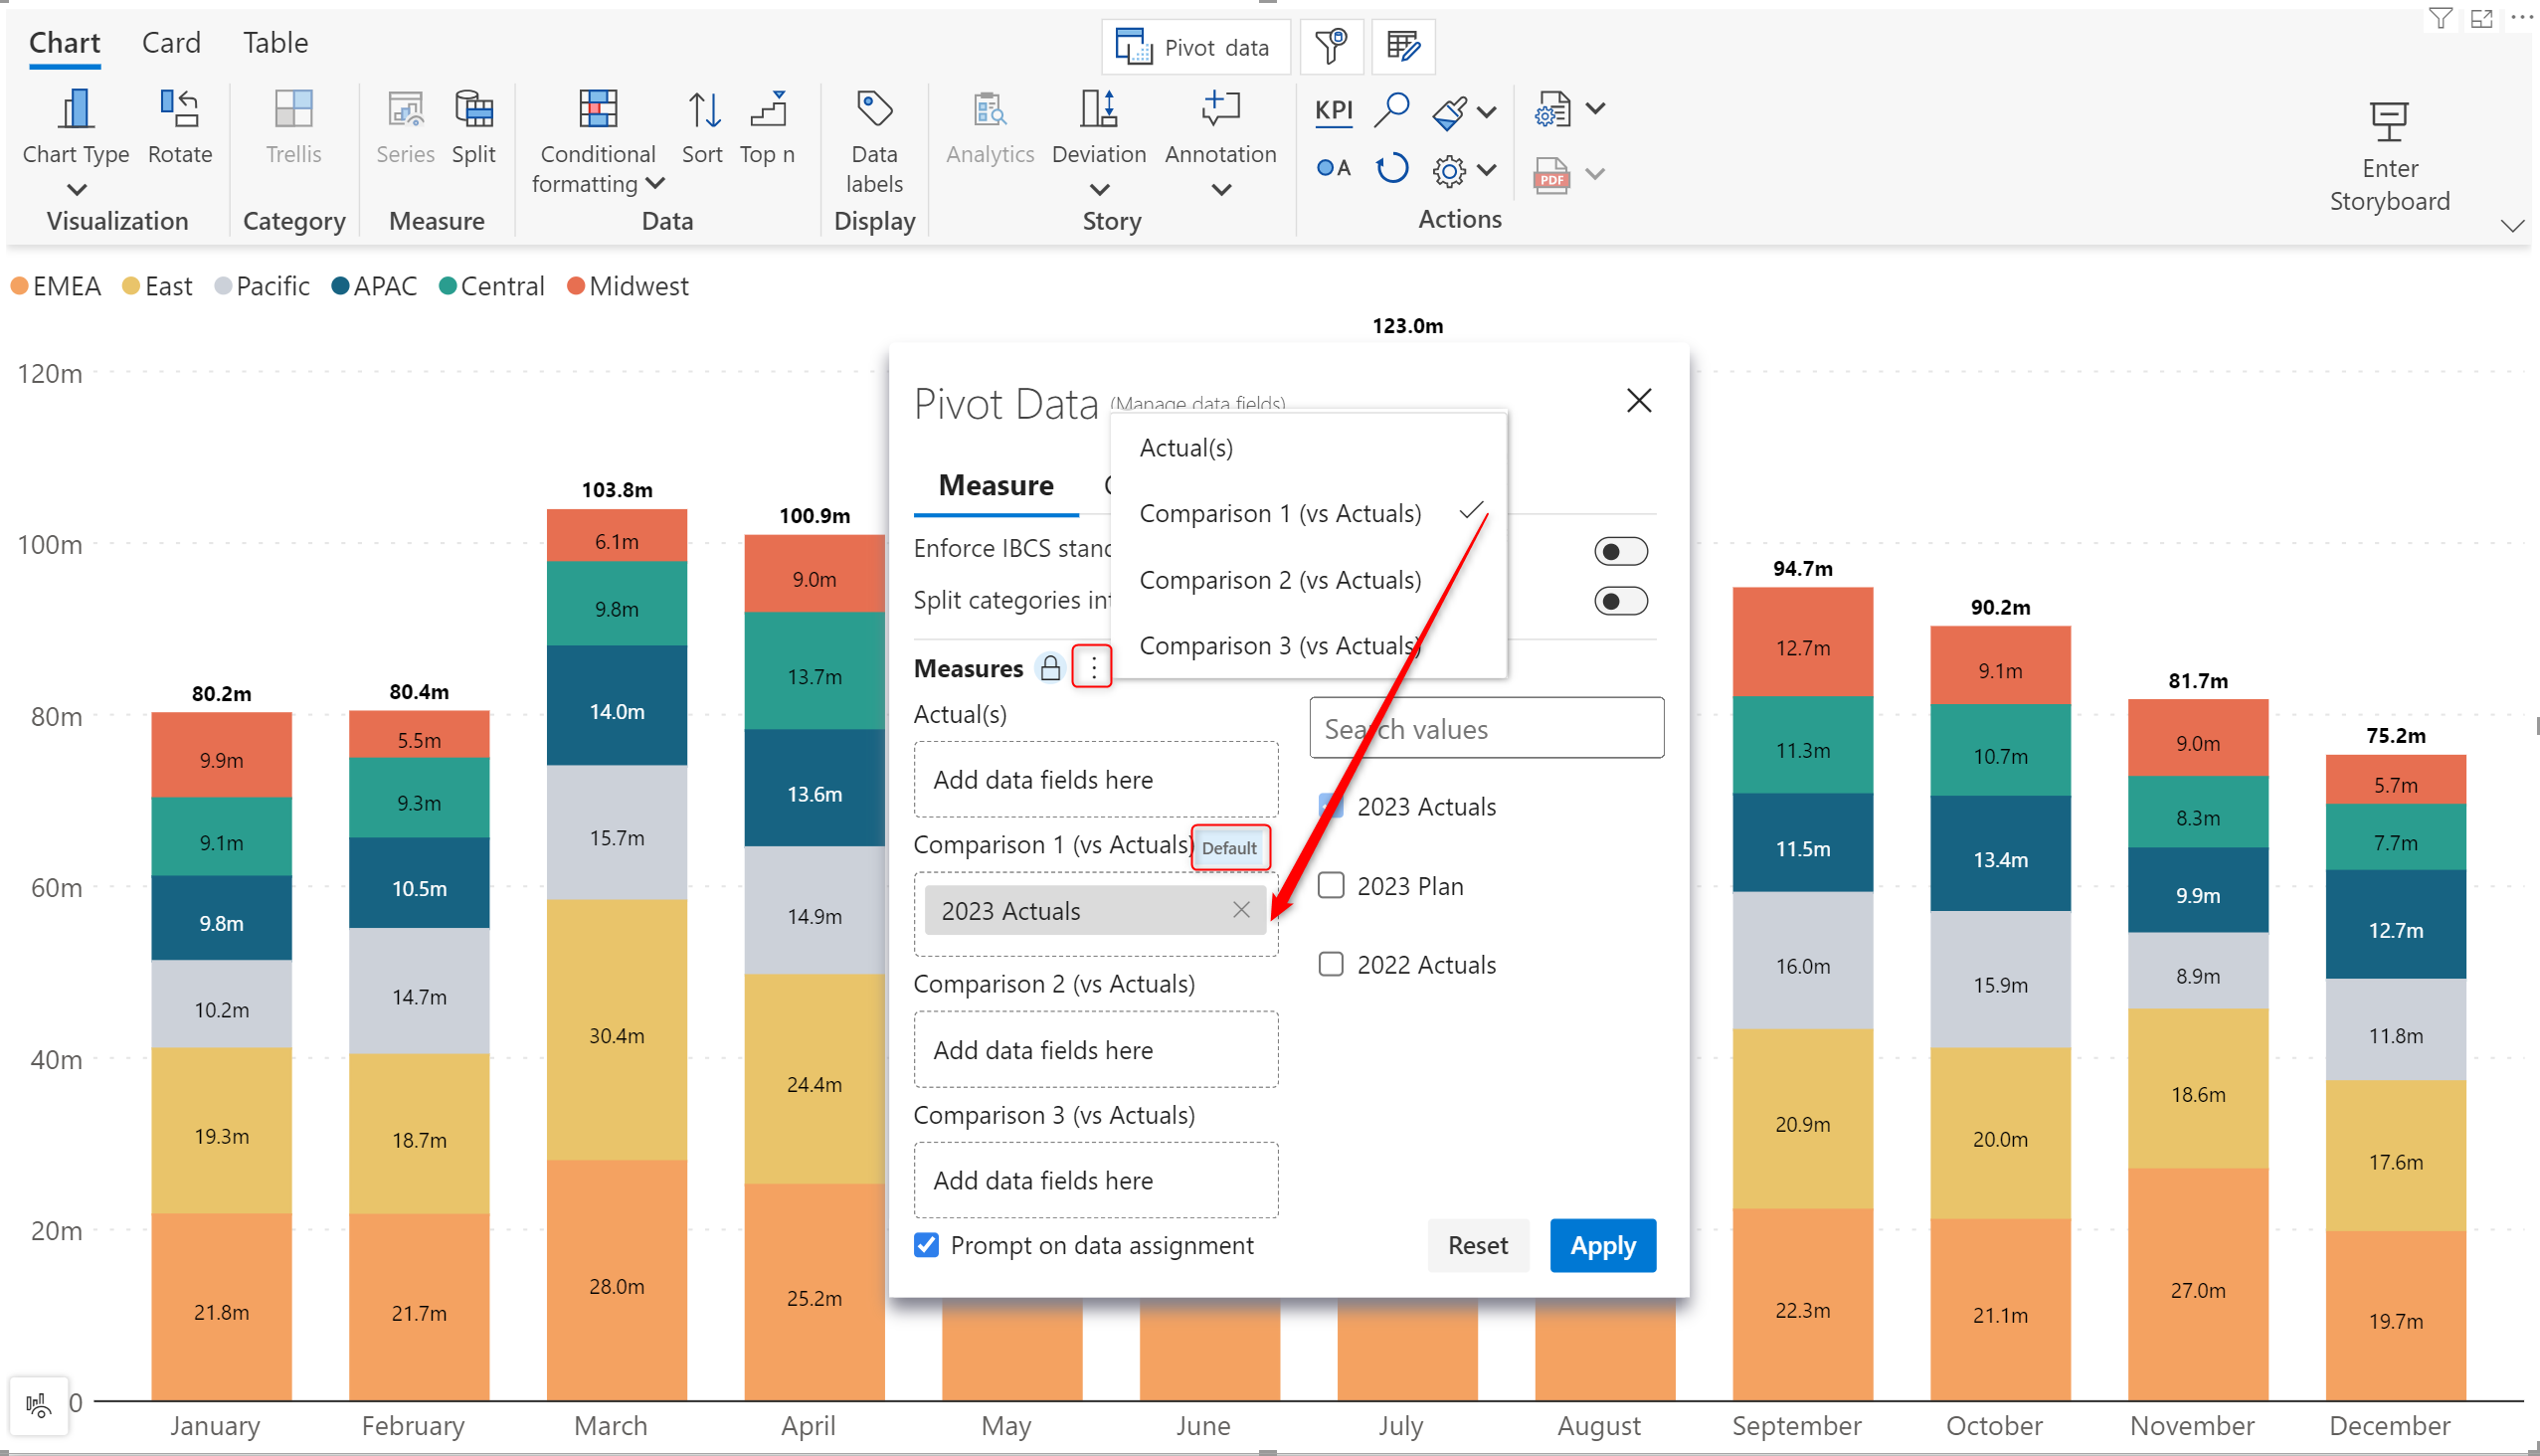 Chart Card Table
Pivot data
Chart Type
Rotate
Trellis
Series
Split
Conditional
formatting
Sort
Top n
Data
labels
Analytics
Deviation
Annotation
KPI
A
PDF
Enter
Storyboard
Visualization
Category
Measure
Data
Display
Story
Actions
EMEA East Pacific APAC Central Midwest
123.0m
120m
100m
80m
60m
40m
20m
0
80.2m
9.9m
9.1m
9.8m
10.2m
19.3m
21.8m
80.4m
5.5m
9.3m
10.5m
14.7m
18.7m
21.7m
103.8m
6.1m
9.8m
14.0m
15.7m
30.4m
28.0m
100.9m
9.0m
13.7m
13.6m
14.9m
24.4m
25.2m
Pivot Data (Manage data fields)
Measure
Actual(s)
Comparison 1 (vs Actuals)
Comparison 2 (vs Actuals)
Comparison 3 (vs Actuals)
Enforce IBCS stand
Split categories int
Measures
Actual(s)
Add data fields here
Comparison 1 (vs Actuals) Default
2023 Actuals
Comparison 2 (vs Actuals)
Add data fields here
Comparison 3 (vs Actuals)
Add data fields here
Prompt on data assignment
Search values
2023 Actuals
2023 Plan
2022 Actuals
Reset
Apply
94.7m
12.7m
11.3m
11.5m
16.0m
20.9m
22.3m
90.2m
9.1m
10.7m
13.4m
15.9m
20.0m
21.1m
81.7m
9.0m
8.3m
9.9m
8.9m
18.6m
27.0m
75.2m
5.7m
7.7m
12.7m
11.8m
17.6m
19.7m
January February March April May June July August September October November December